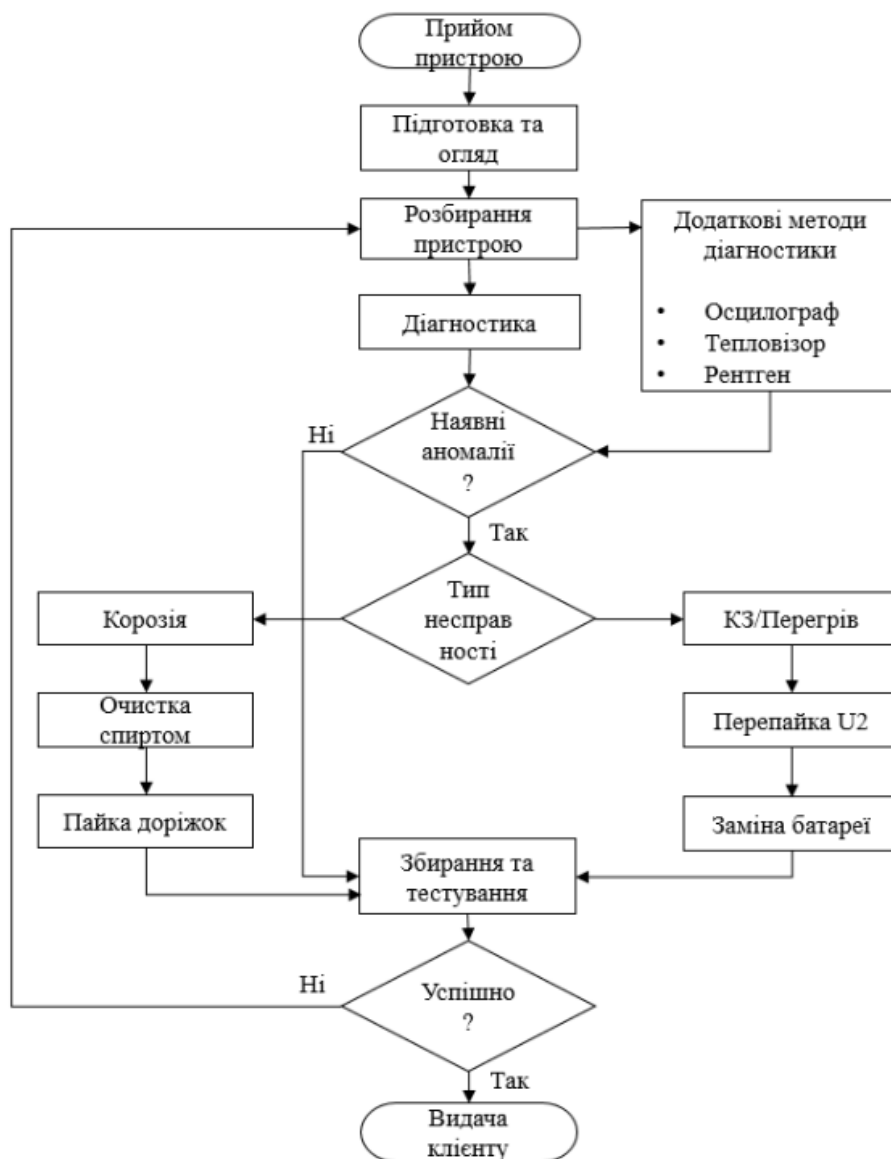 Прийом
пристрою
Підготовка та
огляд
Розбирання
пристрою
Додаткові методи
діагностики
• Осцилограф
• Тепловізор
• Рентген
Діагностика
Наявні
аномалії
?
Ні
Так
Тип
несправ
ності
Корозія
КЗ/Перегрів
Очистка
спиртом
Перепайка U2
Пайка доріжок
Заміна батареї
Збирання та
тестування
Успішно
?
Ні
Так
Видача
клієнту